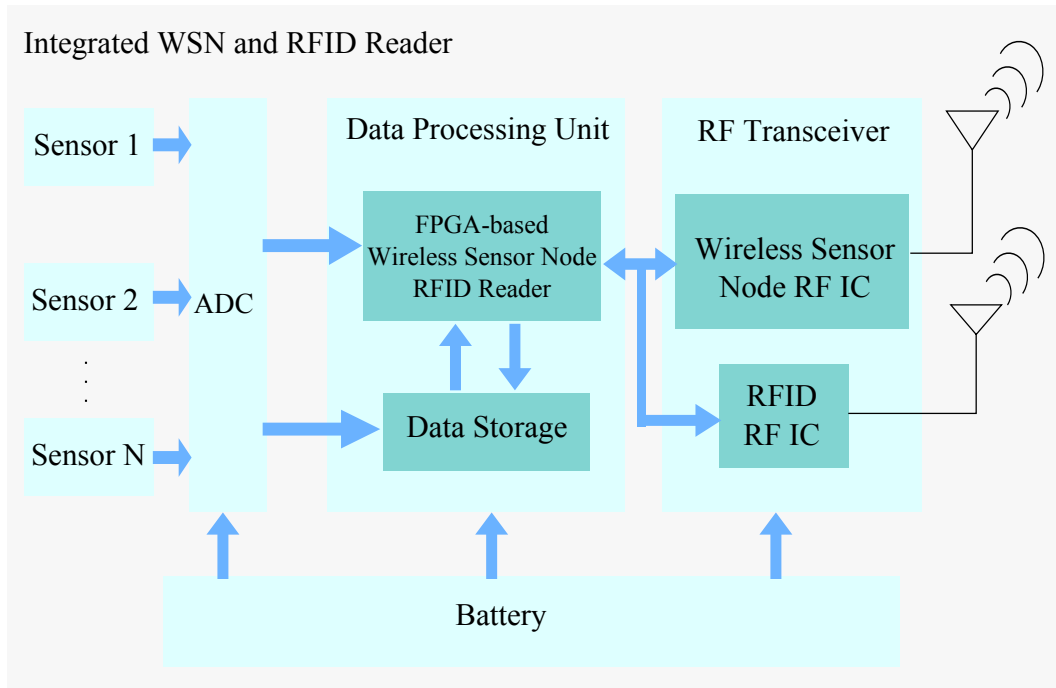 Integrated WSN and RFID Reader
Sensor 1
Sensor 2
.
.
.
Sensor N
ADC
Data Processing Unit
FPGA-based
Wireless Sensor Node
RFID Reader
Data Storage
RF Transceiver
Wireless Sensor
Node RF IC
RFID
RF IC
Battery